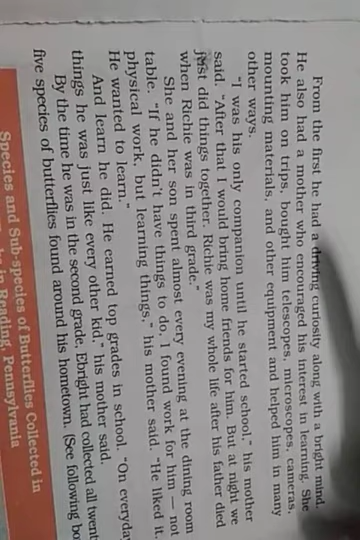 From the first he had a driving curiosity along with a bright mind.
He also had a mother who encouraged his interest in learning. She
took him on trips, bought him telescopes, microscopes, cameras,
mounting materials, and other equipment and helped him in many
other ways.
"I was his only companion until he started school," his mother
said. "After that I would bring home friends for him. But at night we
just did things together. Richie was my whole life after his father died
when Richie was in third grade."
She and her son spent almost every evening at the dining room
table. "If he didn't have things to do, I found work for him — not
physical work, but learning things," his mother said. "He liked it.
He wanted to learn."
And learn he did. He earned top grades in school. "On everyday
things he was just like every other kid," his mother said.
By the time he was in the second grade, Ebright had collected all twent
five species of butterflies found around his hometown. (See following bo
Species and Sub-species of Butterflies Collected in
in Reading, Pennsylvania